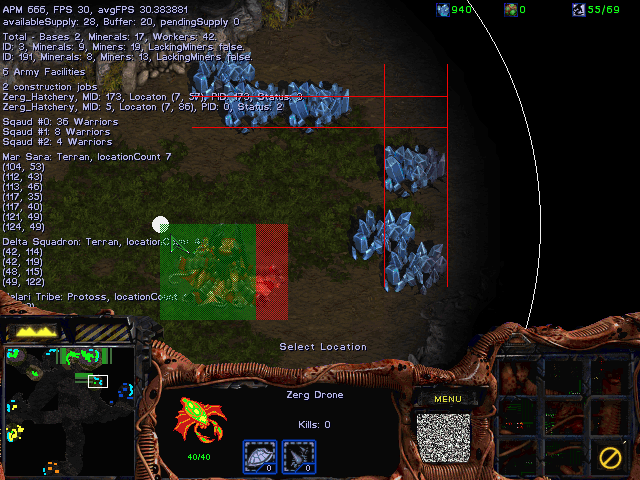 APM 666, FPS 30, avgFPS 30.383881
availableSupply: 28, Buffer: 20, pendingSupply 0
940
0
55/69
Total - Bases 2, Minerals: 17, Workers: 42.
ID: 3, Minerals: 9, Miners: 19, LackingMiners false.
ID: 191, Minerals: 8, Miners: 13, LackingMiners false.
6 Army Facilities
2 construction jobs
Zerg_Hatchery, MID: 173, Locaton (7, 57), PID: 173, Status: 3
Zerg_Hatchery, MID: 5, Locaton (7, 86), PID: 0, Status: 2
Sqaud #0: 36 Warriors
Sqaud #1: 8 Warriors
Sqaud #2: 4 Warriors
Mar Sara: Terran, locationCount 7
(104, 53)
(112, 43)
(113, 46)
(117, 35)
(117, 40)
(121, 49)
(124, 49)
Delta Squadron: Terran, locationCount 4
(42, 114)
(42, 119)
(48, 115)
(49, 122)
Tribe: Protoss, locationCount
Select Location
Zerg Drone
Kills: 0
40/40
0
0
MENU